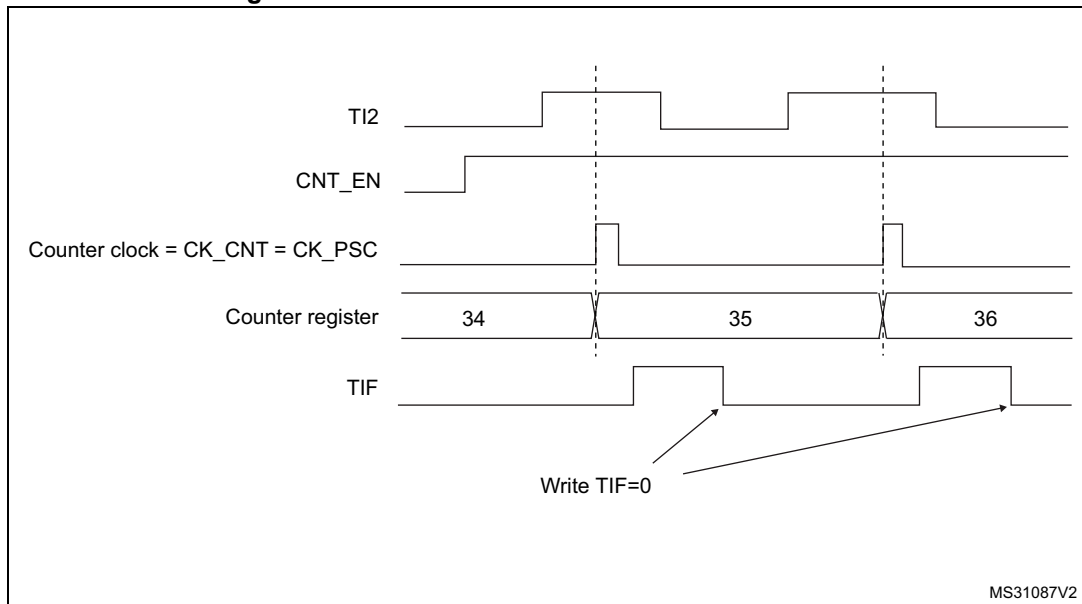 TI2
CNT_EN
Counter clock = CK_CNT = CK_PSC
Counter register 34 35 36
TIF
Write TIF=0
MS31087V2